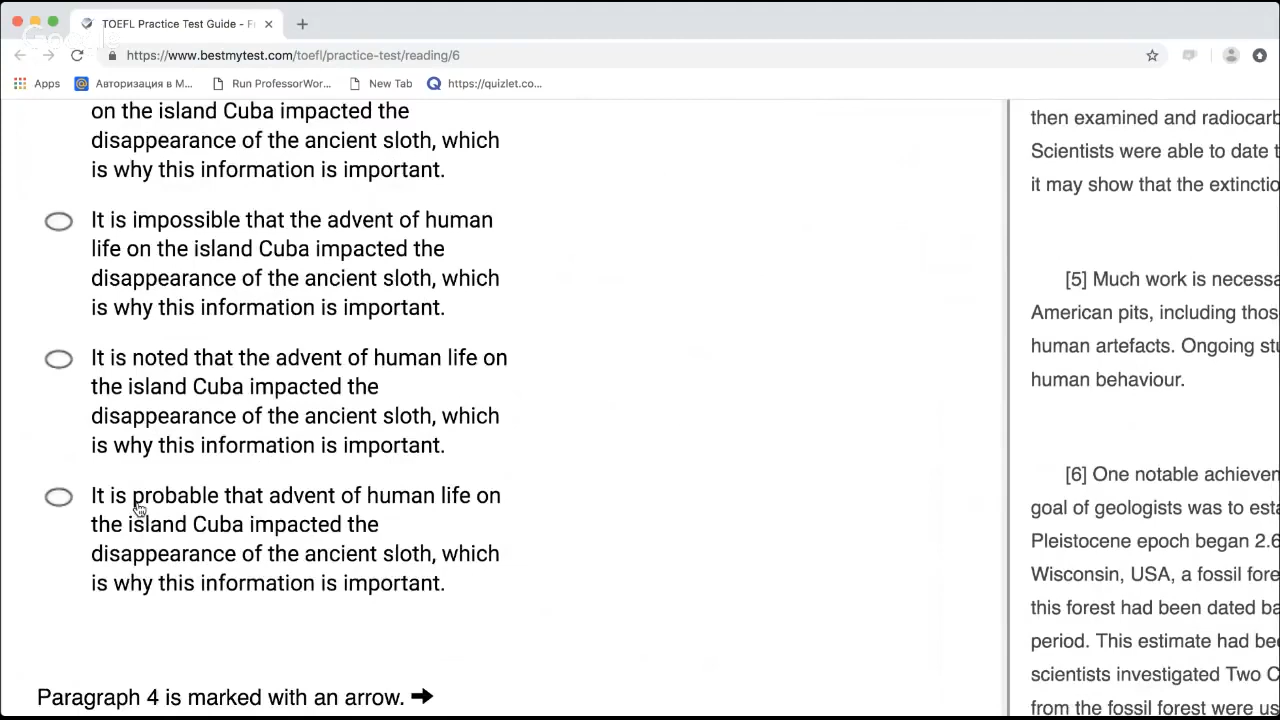 TOEFL Practice Test Guide - F
https://www.bestmytest.com/toefl/practice-test/reading/6
Apps
Авторизация в M...
Run ProfessorWor...
New Tab
https://quizlet.co...
on the island Cuba impacted the
disappearance of the ancient sloth, which
is why this information is important.
It is impossible that the advent of human
life on the island Cuba impacted the
disappearance of the ancient sloth, which
is why this information is important.
It is noted that the advent of human life on
the island Cuba impacted the
disappearance of the ancient sloth, which
is why this information is important.
It is probable that advent of human life on
the island Cuba impacted the
disappearance of the ancient sloth, which
is why this information is important.
Paragraph 4 is marked with an arrow. ➔
then examined and radiocarb
Scientists were able to date t
it may show that the extinctio
[5] Much work is necessa
American pits, including thos
human artefacts. Ongoing stu
human behaviour.
[6] One notable achieven
goal of geologists was to esta
Pleistocene epoch began 2.6
Wisconsin, USA, a fossil fore
this forest had been dated ba
period. This estimate had bee
scientists investigated Two C
from the fossil forest were us